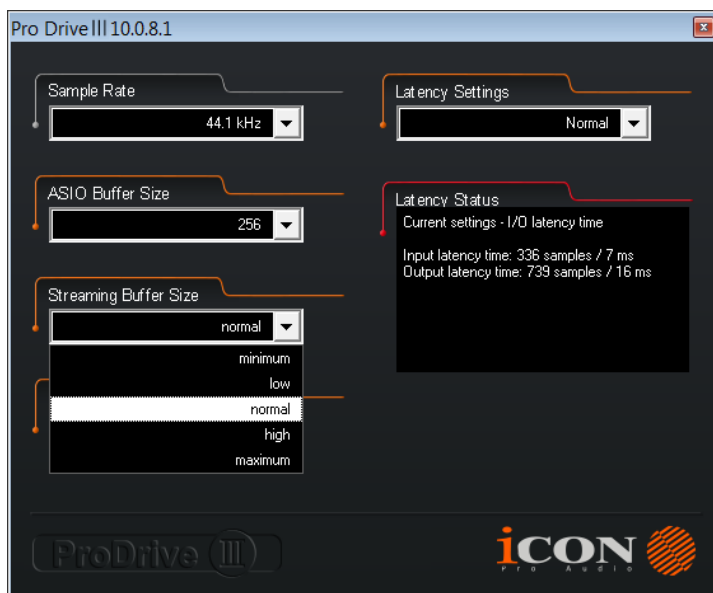 Pro Drive III 10.0.8.1
x
Sample Rate
44.1 kHz
ASIO Buffer Size
256
Streaming Buffer Size
normal
minimum
low
normal
high
maximum
Latency Settings
Normal
Latency Status
Current settings - I/O latency time
Input latency time: 336 samples / 7 ms
Output latency time: 739 samples / 16 ms
ProDrive III
iCON
Pro Audio